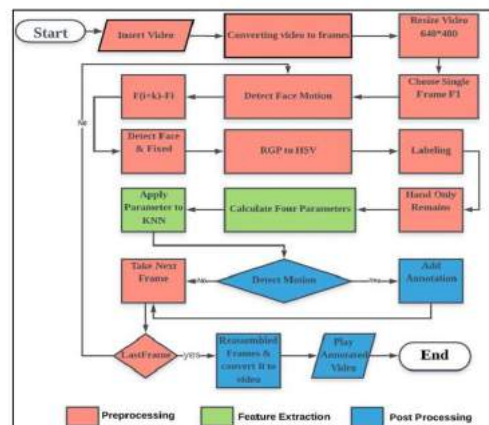 Start
Insert Video
Converting video to frames
Resize Video
640*480
F(i+k)-Fi
Detect Face Motion
Choose Single
Frame F1
No
Detect Face
& Fixed
RGP to HSV
Labeling
Apply
Parameter to
KNN
Calculate Four Parameters
Hand Only
Remains
Take Next
Frame
No
Detect Motion
Yes
Add
Annotation
LastFrame
yes
Reassembled
Frames &
convert it to
video
Play
Annotated
Video
End
Preprocessing
Feature Extraction
Post Processing